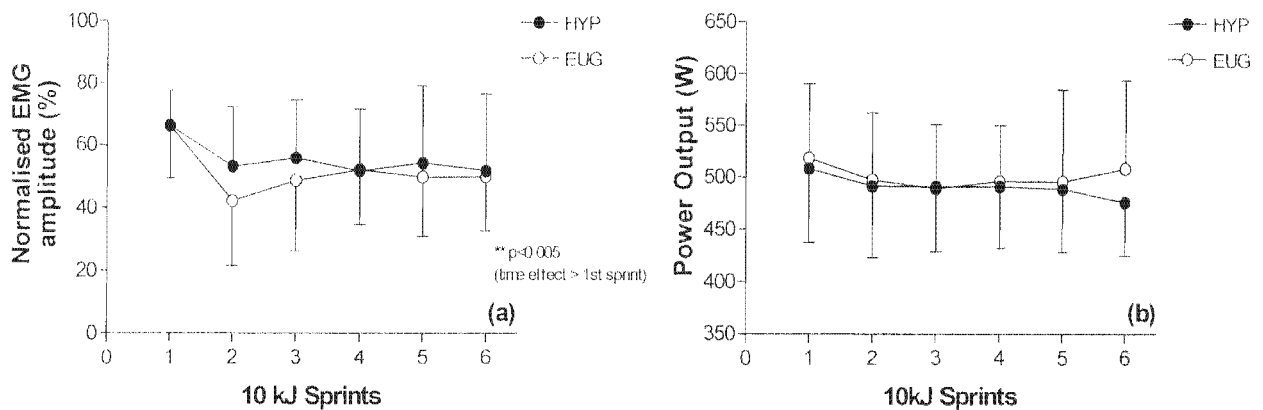 100
80
60
40
20
0
Normalised EMG
amplitude (%)
HYP
EUG
** p<0 005
(time effect > 1st sprint)
(a)
0 1 2 3 4 5 6
10 kJ Sprints
650
600
550
500
450
400
350
Power Output (W)
HYP
EUG
(b)
0 1 2 3 4 5 6
10kJ Sprints